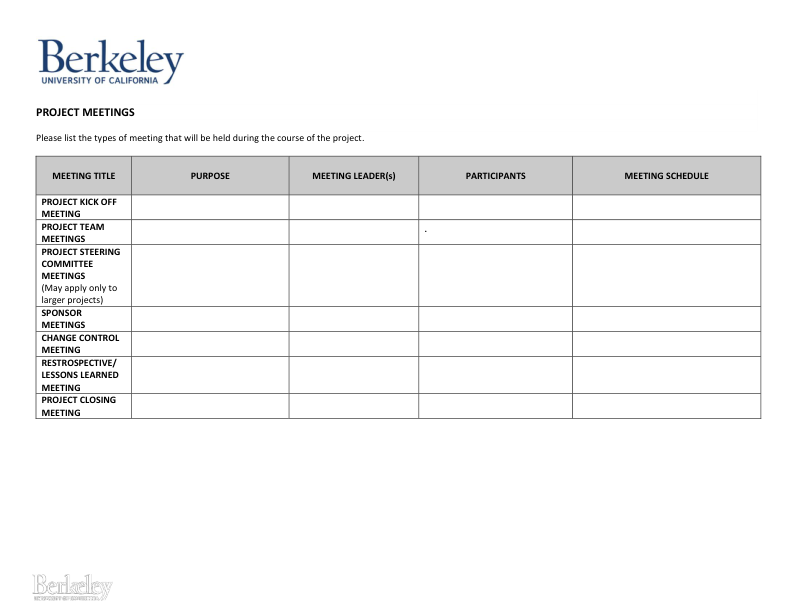 Berkeley
UNIVERSITY OF CALIFORNIA
PROJECT MEETINGS
Please list the types of meeting that will be held during the course of the project.
MEETING TITLE PURPOSE MEETING LEADER(s) PARTICIPANTS MEETING SCHEDULE
PROJECT KICK OFF
MEETING
PROJECT TEAM
MEETINGS
.
PROJECT STEERING
COMMITTEE
MEETINGS
(May apply only to
larger projects)
SPONSOR
MEETINGS
CHANGE CONTROL
MEETING
RESTROSPECTIVE/
LESSONS LEARNED
MEETING
PROJECT CLOSING
MEETING
Berkeley